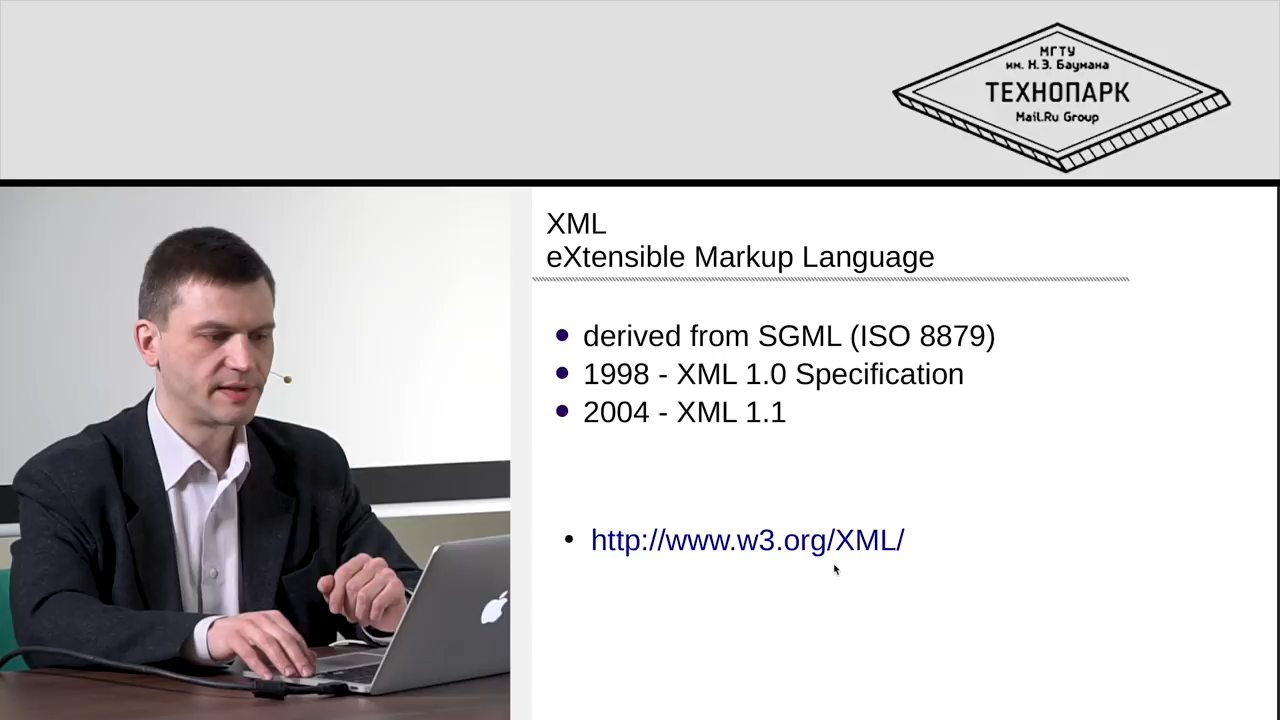 МГТУ
им. Н.Э. Баумана
ТЕХНОПАРК
Mail.Ru Group
XML
eXtensible Markup Language
derived from SGML (ISO 8879)
1998 - XML 1.0 Specification
2004 - XML 1.1
http://www.w3.org/XML/